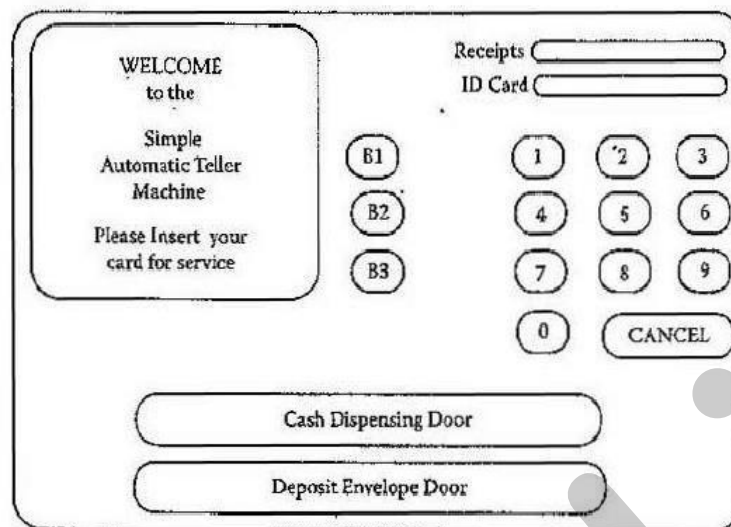 WELCOME
to the
Simple
Automatic Teller
Machine
Please Insert your
card for service
Receipts
ID Card
B1
1
2
3
B2
4
5
6
B3
7
8
9
0
CANCEL
Cash Dispensing Door
Deposit Envelope Door